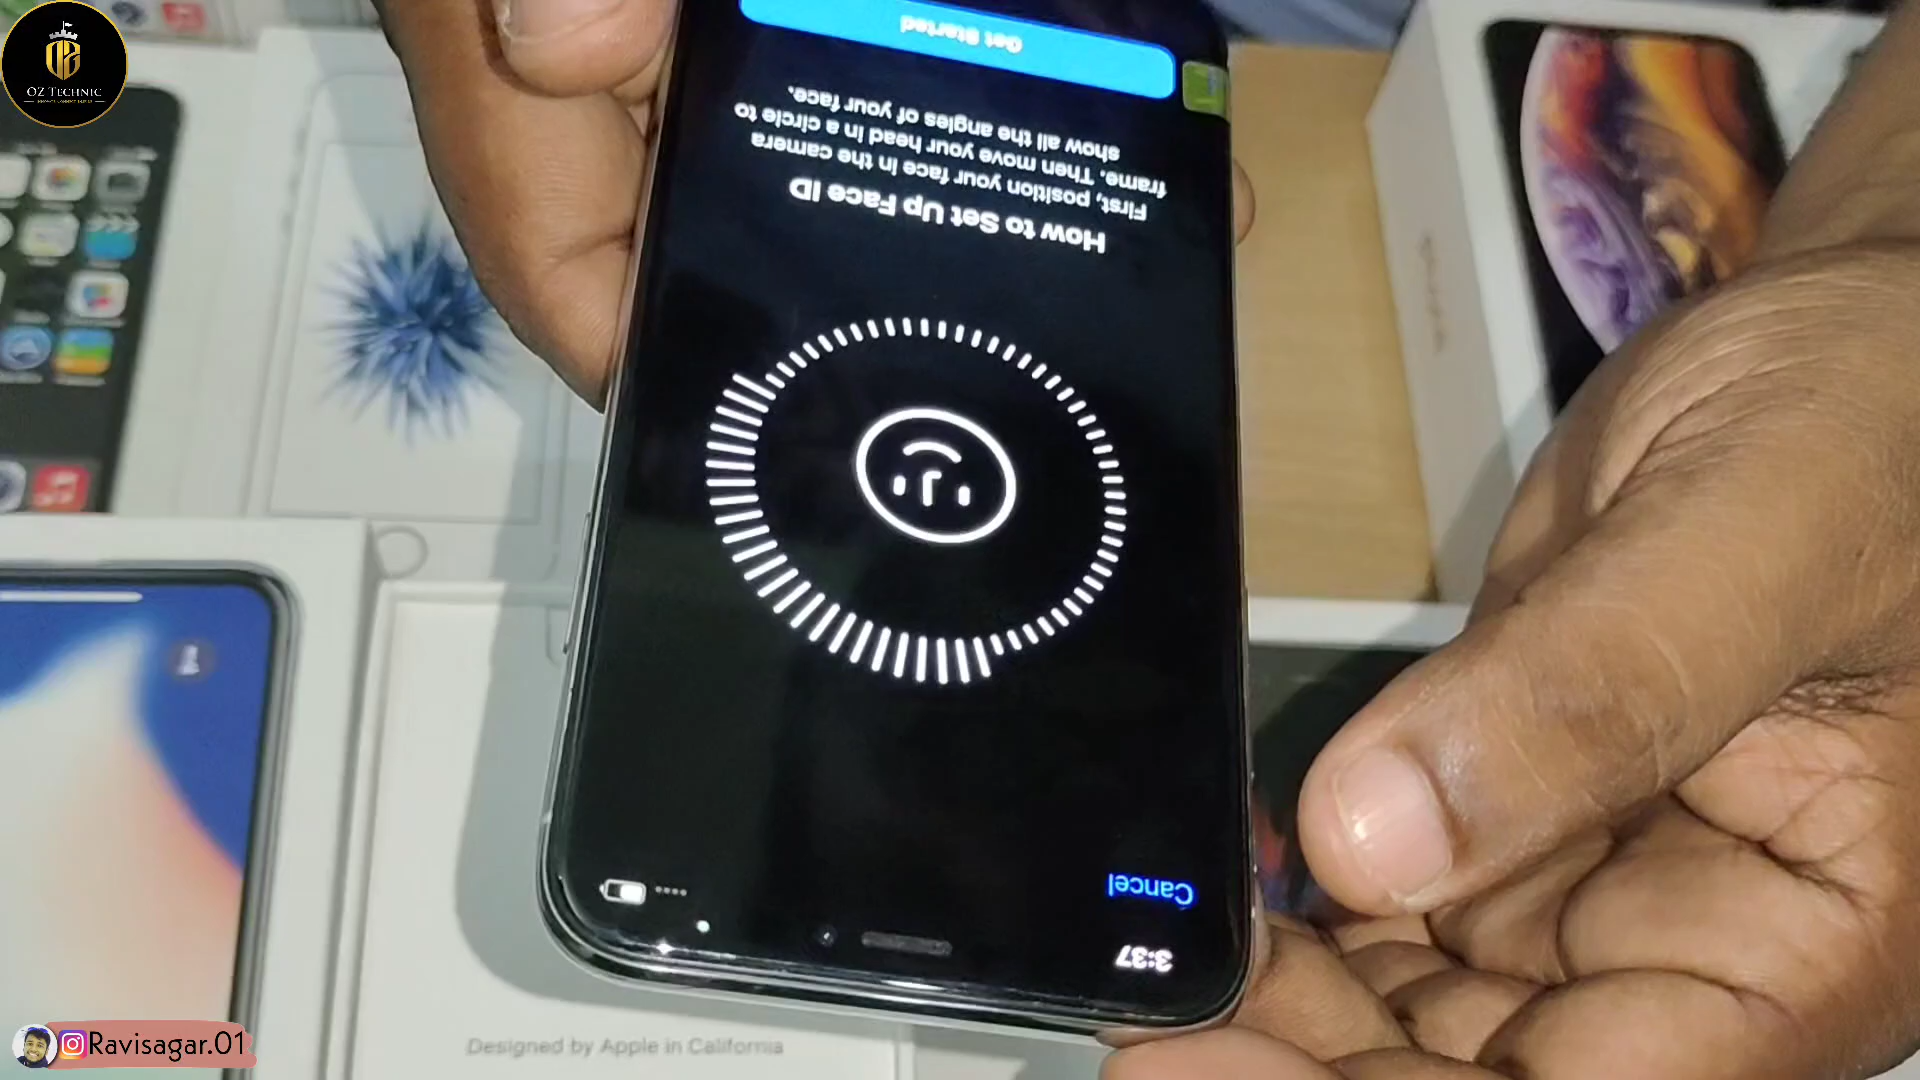 OZ TECHNIC
3:37
Cancel
How to Set Up Face ID
First, position your face in the camera
frame. Then move your head in a circle to
show all the angles of your face.
Get Started
Designed by Apple in California
Ravisagar.01